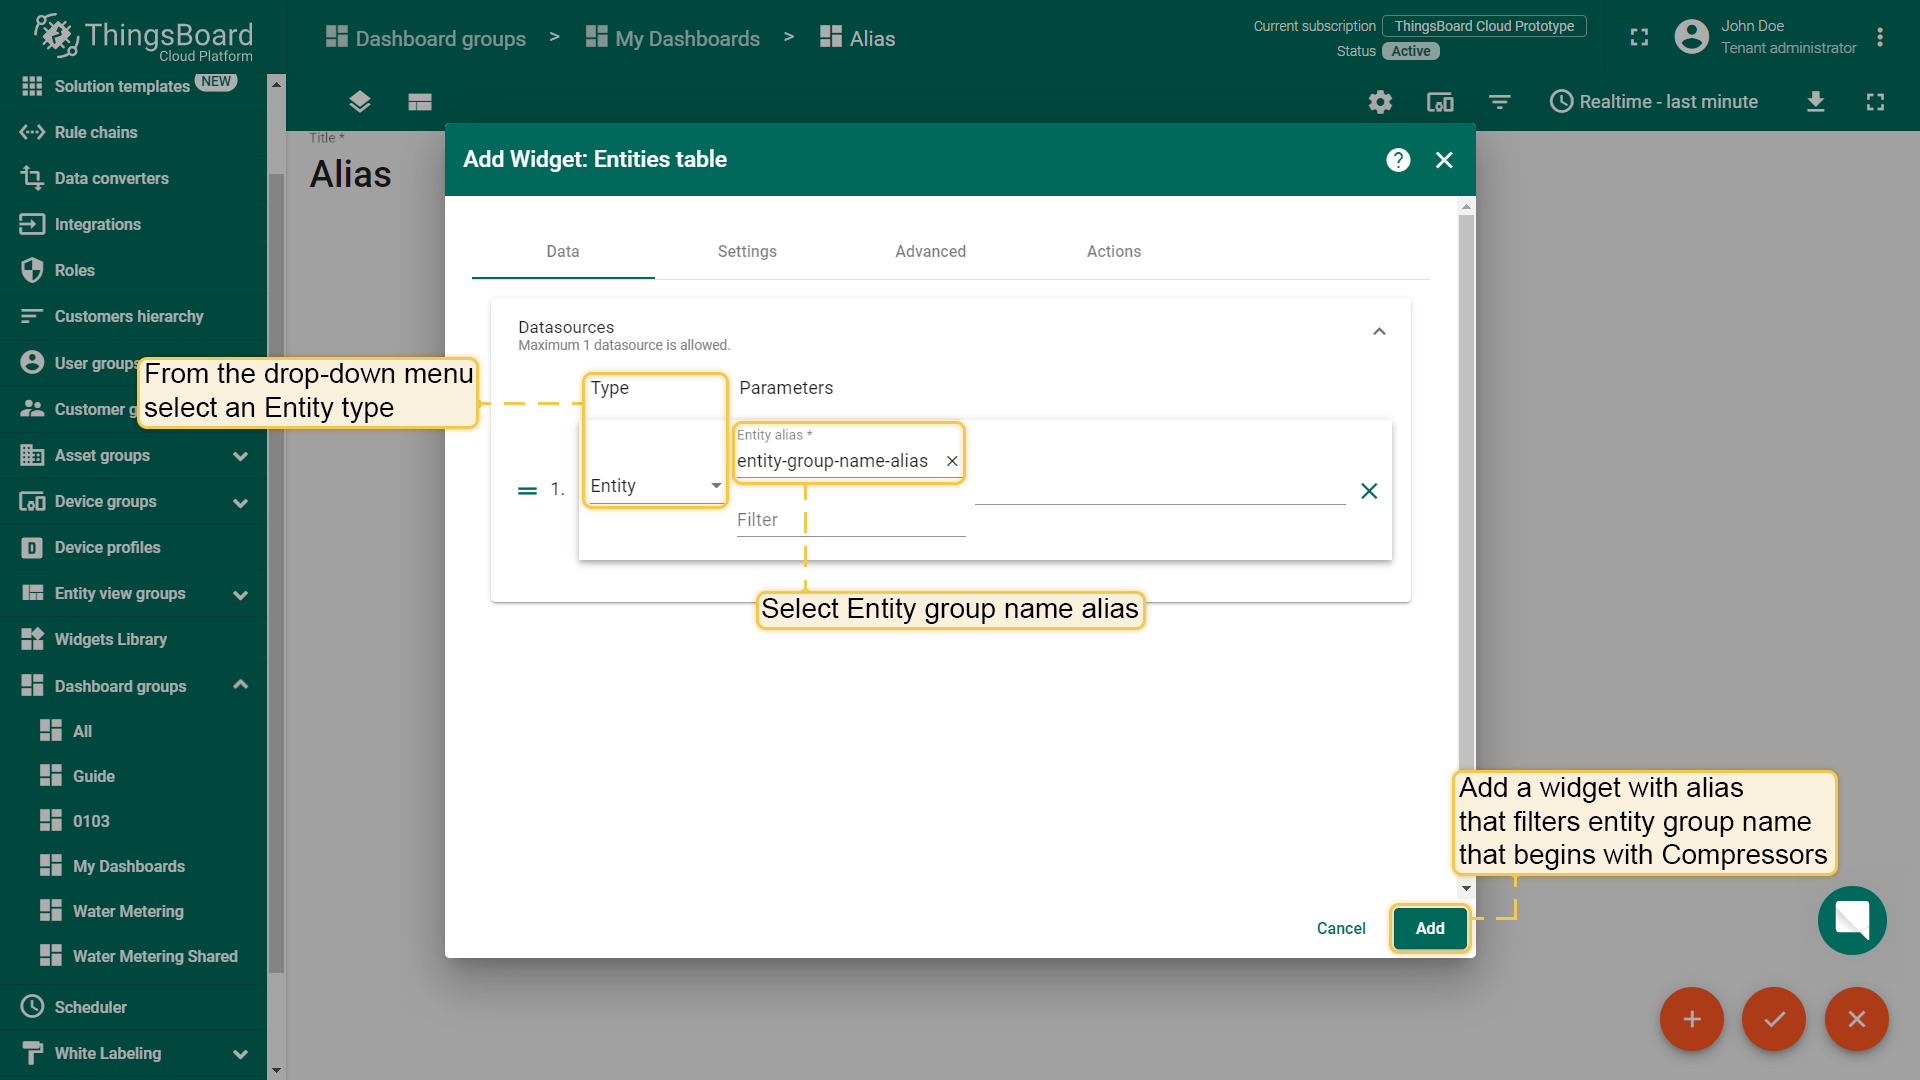 ThingsBoard
Cloud Platform
Dashboard groups > My Dashboards > Alias
Current subscription ThingsBoard Cloud Prototype
Status Active
John Doe
Tenant administrator
Realtime - last minute
Solution templates NEW
Rule chains
Data converters
Integrations
Roles
Customers hierarchy
User groups
Customer g
Asset groups
Device groups
Device profiles
Entity view groups
Widgets Library
Dashboard groups
All
Guide
0103
My Dashboards
Water Metering
Water Metering Shared
Scheduler
White Labeling
Title *
Alias
Add Widget: Entities table
?
Data Settings Advanced Actions
Datasources
Maximum 1 datasource is allowed.
From the drop-down menu
select an Entity type
Type Parameters
Entity alias *
entity-group-name-alias
1. Entity
Filter
Select Entity group name alias
Add a widget with alias
that filters entity group name
that begins with Compressors
Cancel Add